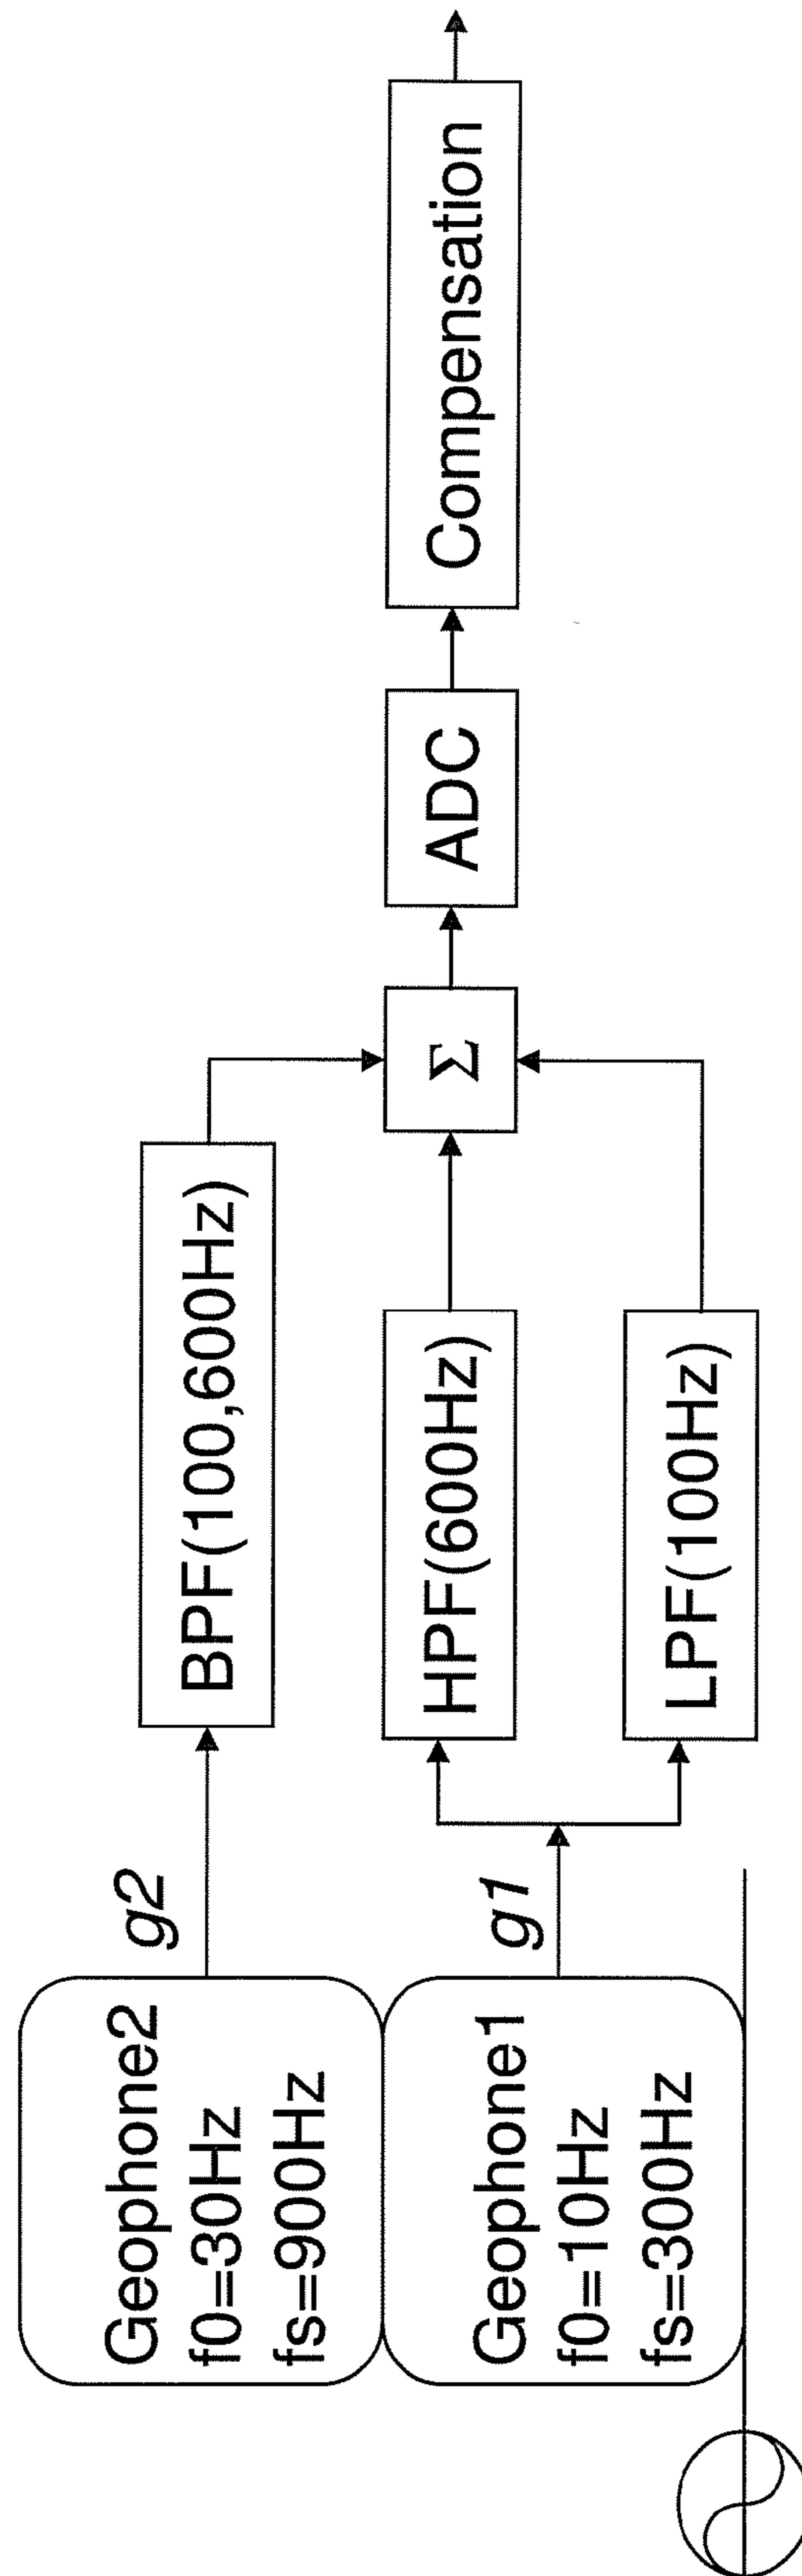 Geophone2
f0=30Hz
fs=900Hz
g2
BPF(100,600Hz)
Geophone1
f0=10Hz
fs=300Hz
g1
HPF(600Hz)
LPF(100Hz)
Σ
ADC
Compensation